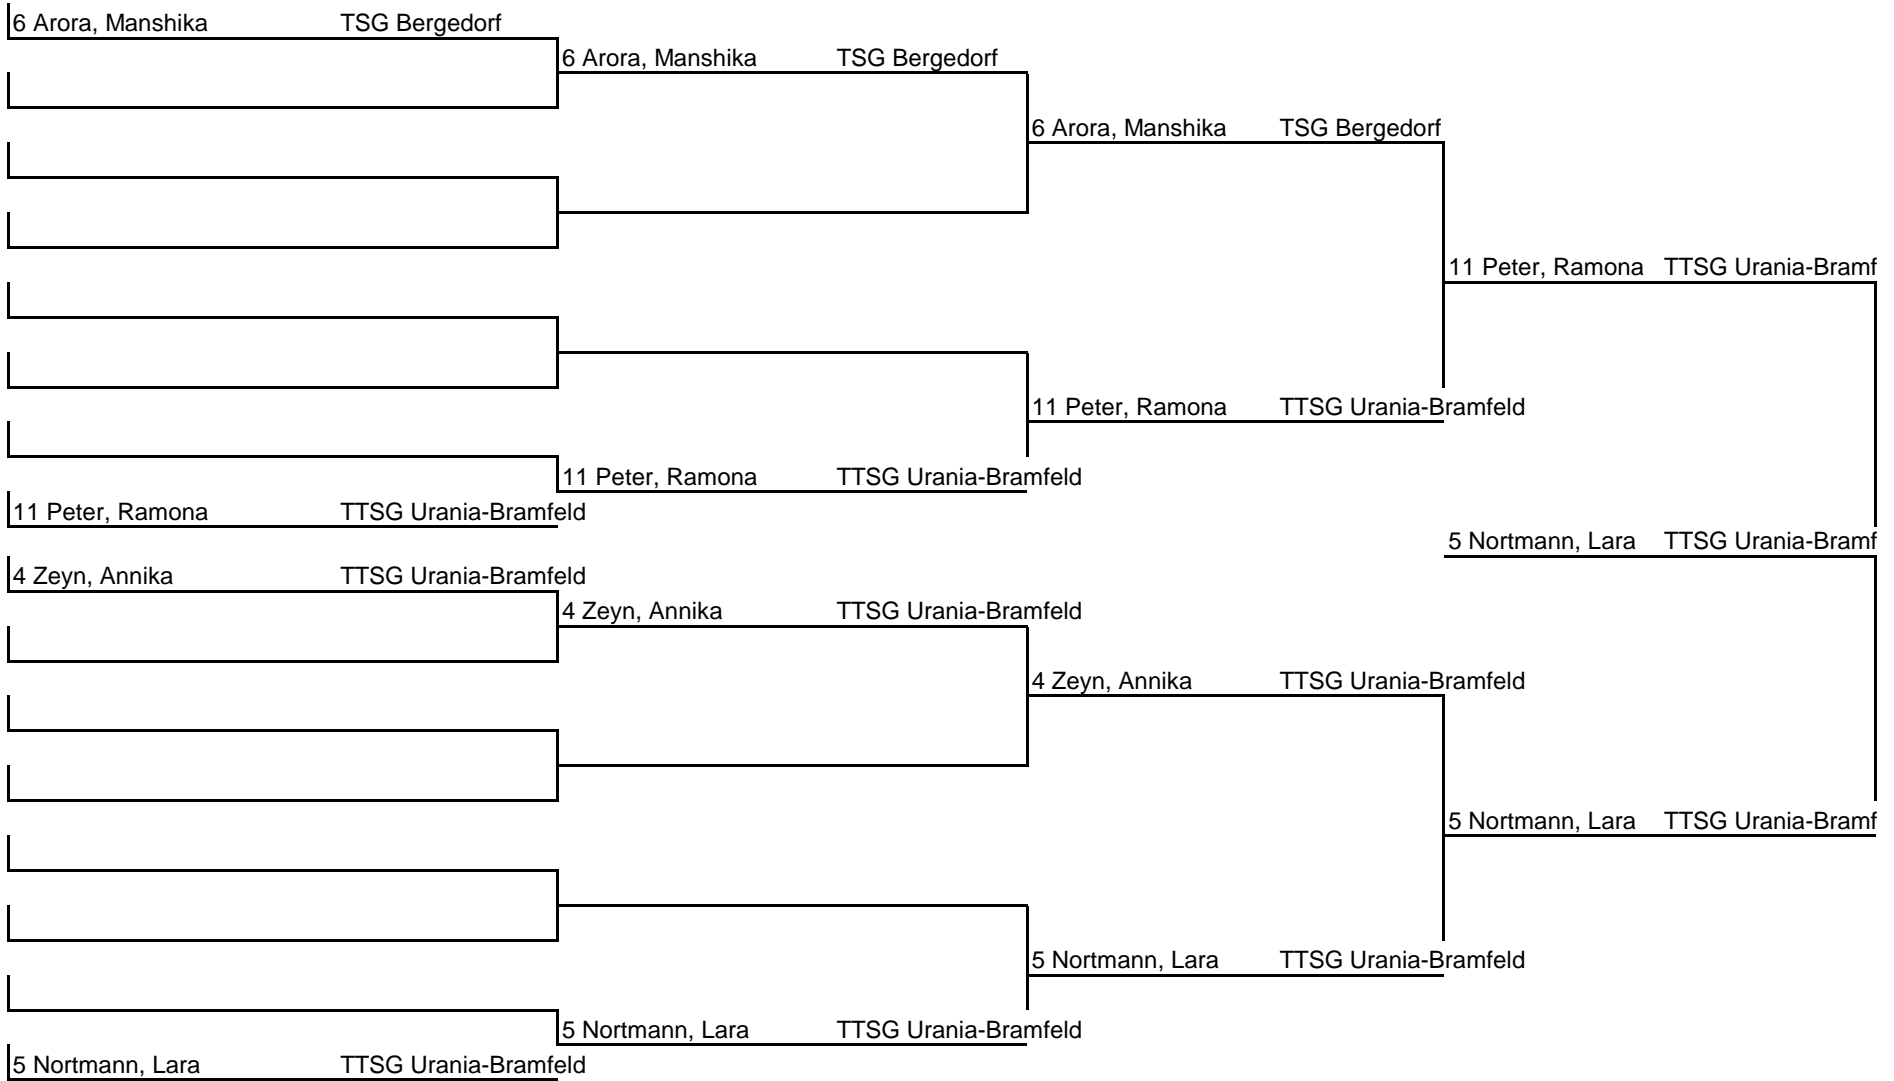 6 Arora, Manshika TSG Bergedorf
6 Arora, Manshika TSG Bergedorf
6 Arora, Manshika TSG Bergedorf
11 Peter, Ramona TTSG Urania-Bramf
11 Peter, Ramona TTSG Urania-Bramfeld
11 Peter, Ramona TTSG Urania-Bramfeld
11 Peter, Ramona TTSG Urania-Bramfeld
5 Nortmann, Lara TTSG Urania-Bramf
4 Zeyn, Annika TTSG Urania-Bramfeld
4 Zeyn, Annika TTSG Urania-Bramfeld
4 Zeyn, Annika TTSG Urania-Bramfeld
5 Nortmann, Lara TTSG Urania-Bramf
5 Nortmann, Lara TTSG Urania-Bramfeld
5 Nortmann, Lara TTSG Urania-Bramfeld
5 Nortmann, Lara TTSG Urania-Bramfeld